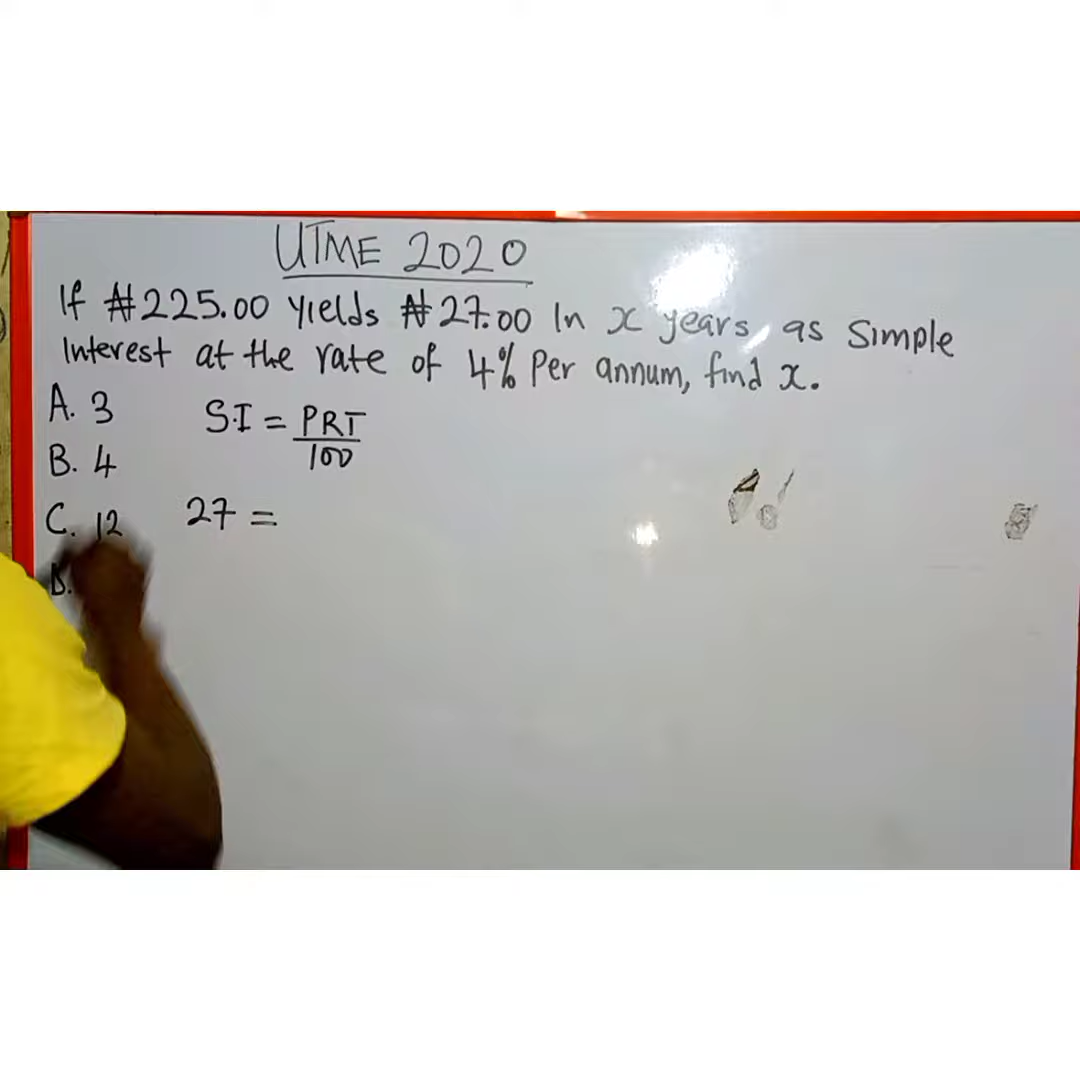 UTME 2020
If ₦225.00 yields ₦27.00 In x years, as Simple
Interest at the rate of 4% Per annum, find x.
A. 3
S.I = PRT
100
B. 4
C. 12
27 =
D.